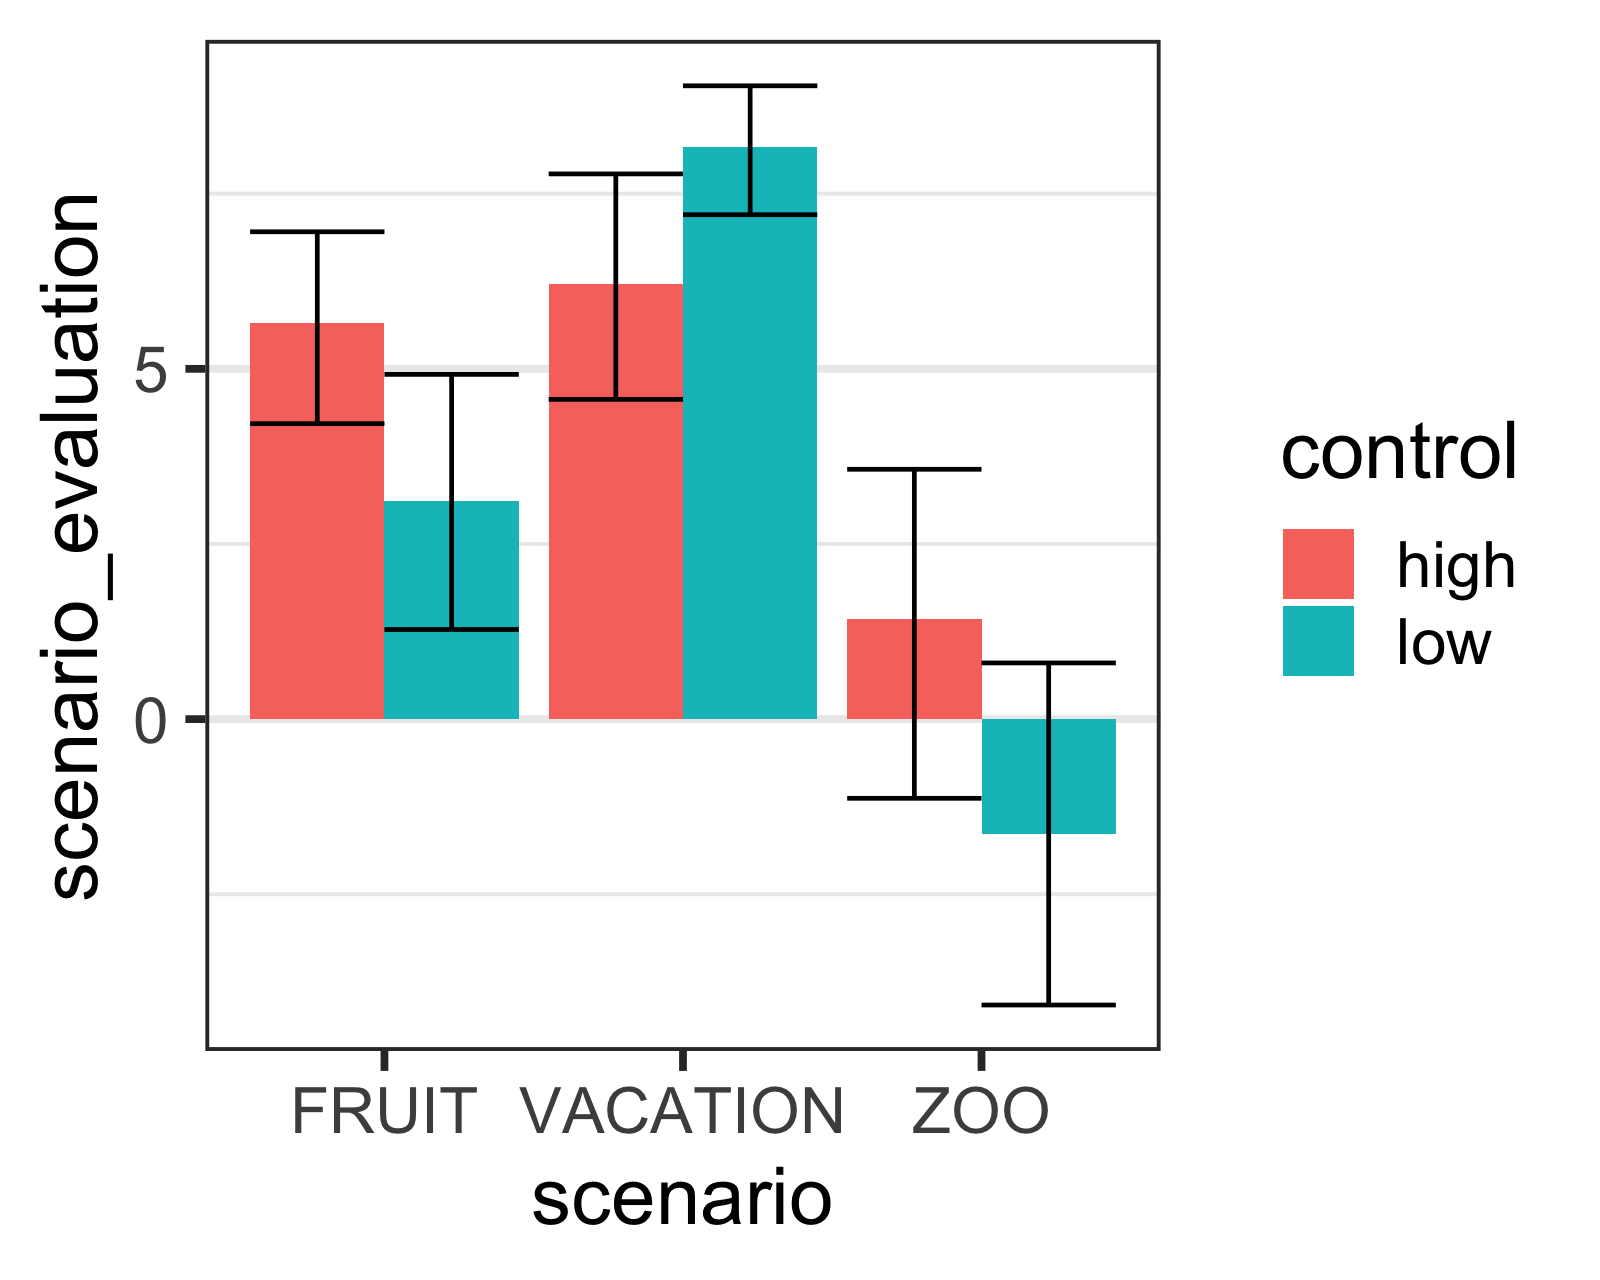 scenario_evaluation
5
0
FRUIT VACATION ZOO
scenario
control
high
low